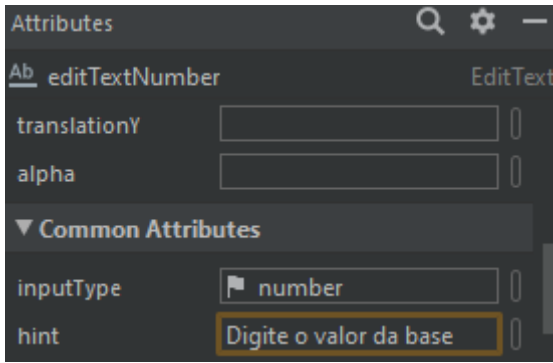 Attributes
Ab editTextNumber EditText
translationY
alpha
Common Attributes
inputType number
hint Digite o valor da base